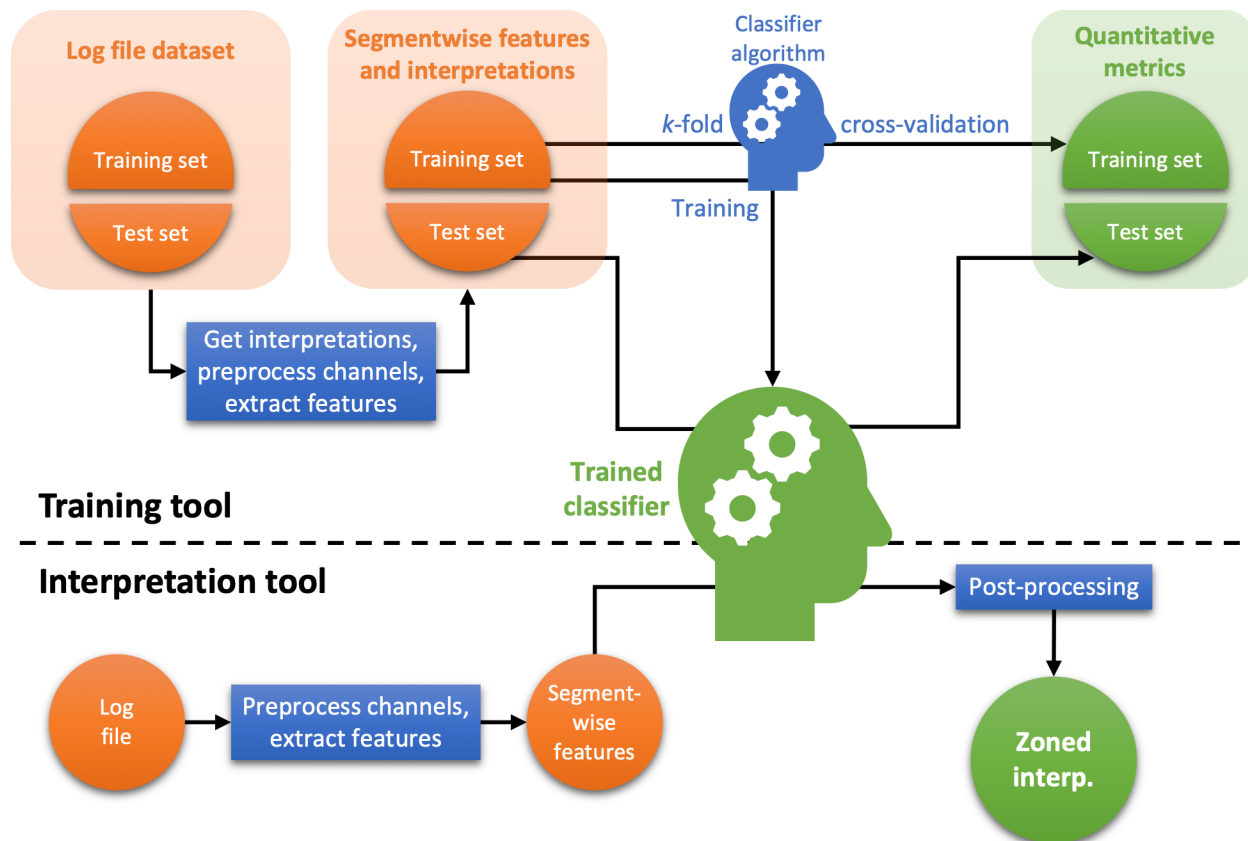 Log file dataset
Training set
Test set
Segmentwise features
and interpretations
Training set
Test set
Classifier
algorithm
k-fold
cross-validation
Training
Quantitative
metrics
Training set
Test set
Get interpretations,
preprocess channels,
extract features
Trained
classifier
Training tool
Interpretation tool
Log
file
Preprocess channels,
extract features
Segment-
wise
features
Post-processing
Zoned
interp.